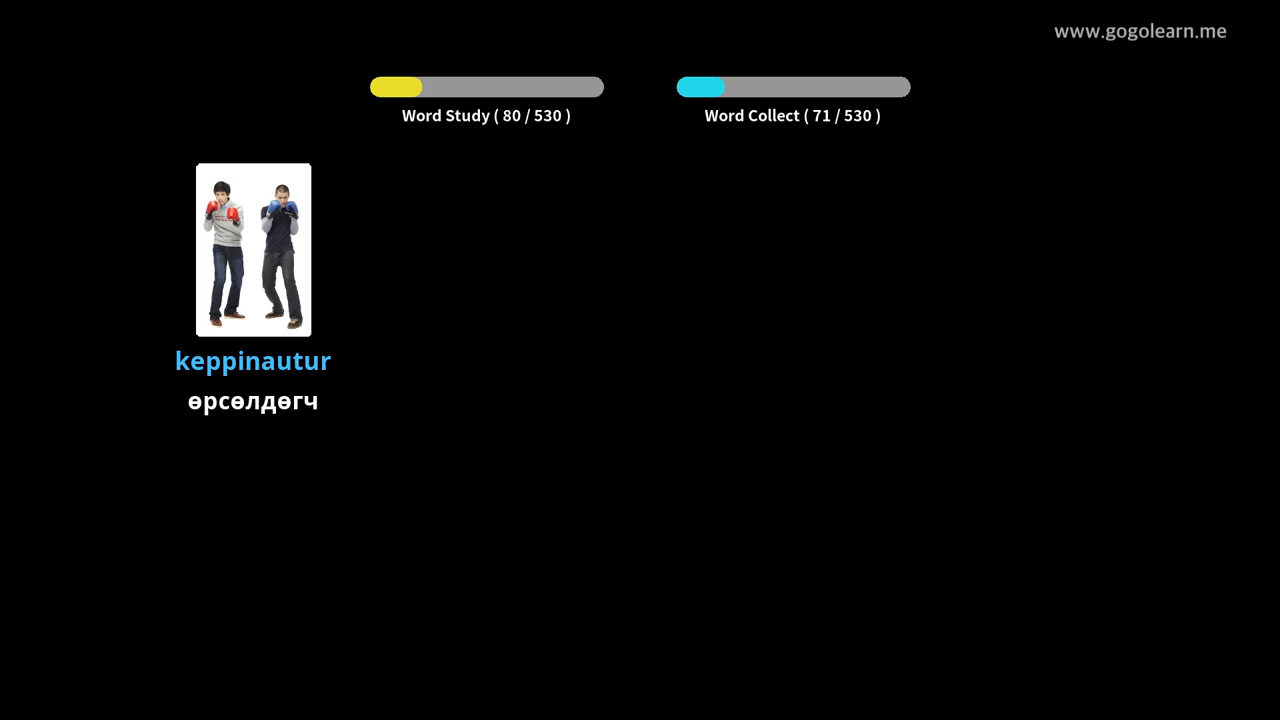 www.gogolearn.me
Word Study ( 80 / 530 )
Word Collect ( 71 / 530 )
keppinautur
өрсөлдөгч